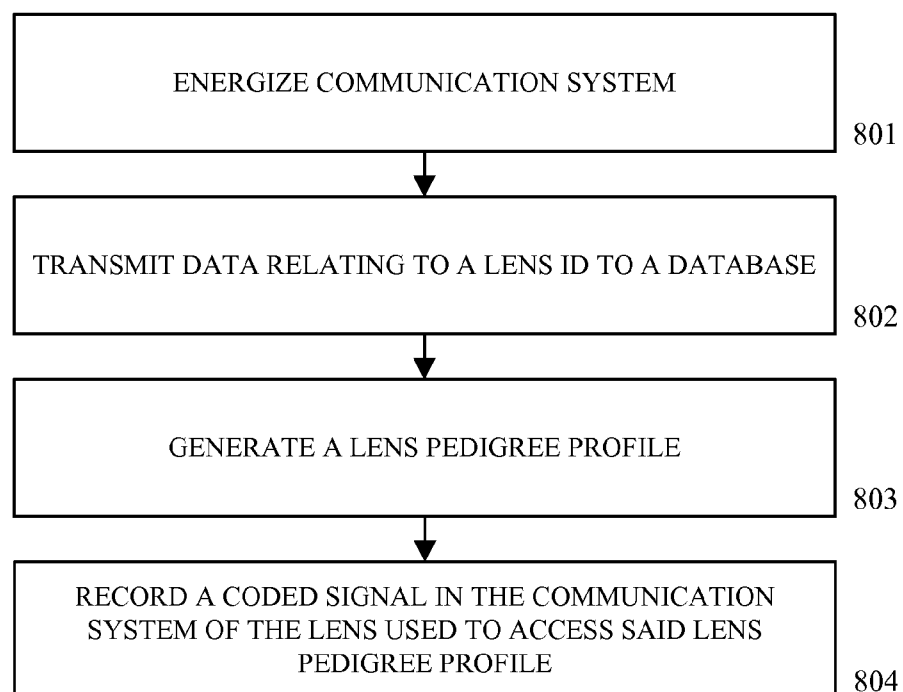 ENERGIZE COMMUNICATION SYSTEM
801
TRANSMIT DATA RELATING TO A LENS ID TO A DATABASE
802
GENERATE A LENS PEDIGREE PROFILE
803
RECORD A CODED SIGNAL IN THE COMMUNICATION
SYSTEM OF THE LENS USED TO ACCESS SAID LENS
PEDIGREE PROFILE
804